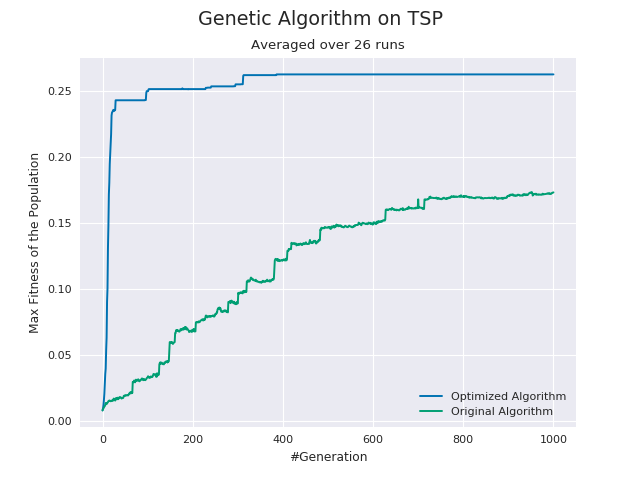 Genetic Algorithm on TSP
Averaged over 26 runs
0.25
0.20
0.15
0.10
0.05
0.00
Max Fitness of the Population
Optimized Algorithm
Original Algorithm
0 200 400 600 800 1000
#Generation